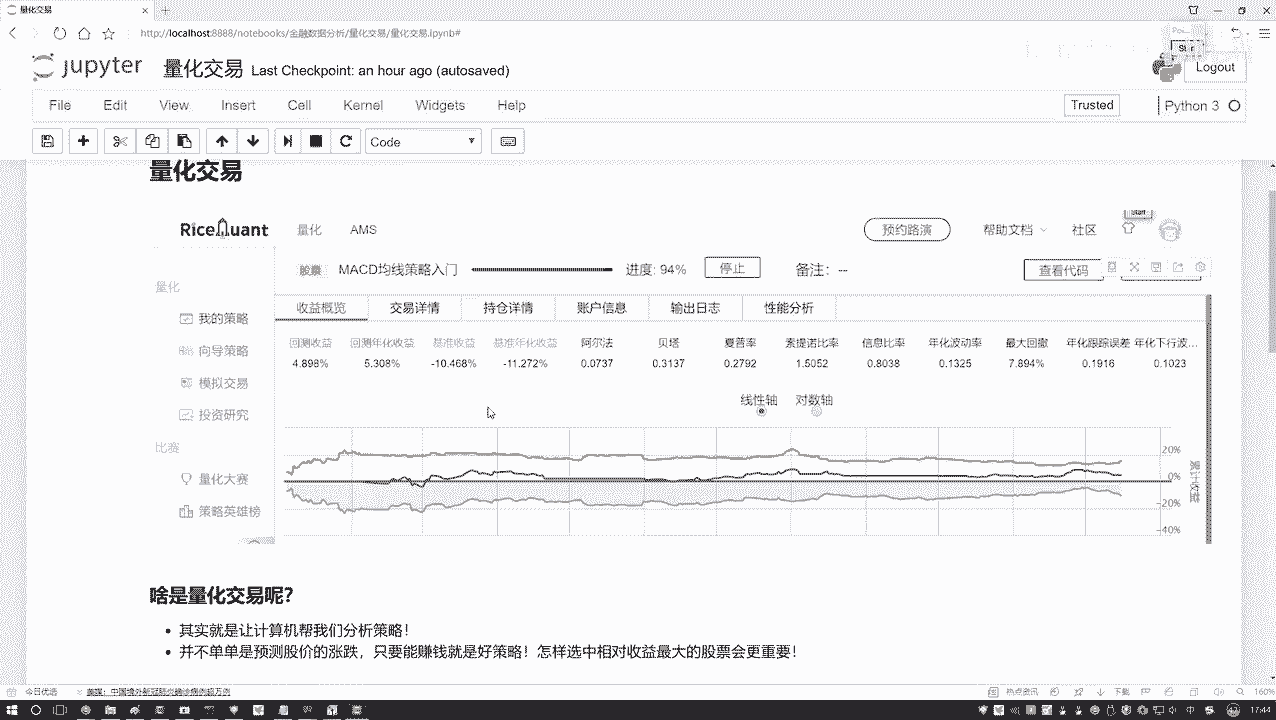 量化交易
http://localhost:8888/notebooks/金融数据分析/量化交易/量化交易.ipynb#
jupyter 量化交易 Last Checkpoint: an hour ago (autosaved)
Logout
File Edit View Insert Cell Kernel Widgets Help
Trusted Python 3
Code
量化交易
RiceQuant 量化 AMS 预约路演 帮助文档 社区
MACD均线策略入门 进度: 94% 停止 备注: -- 查看代码
量化
收益概览 交易详情 持仓详情 账户信息 输出日志 性能分析
我的策略
向导策略
模拟交易
投资研究
比赛
量化大赛
策略英雄榜
回测收益 回测年化收益 基准收益 基准年化收益 阿尔法 贝塔 夏普率 索提诺比率 信息比率 年化波动率 最大回撤 年化跟踪误差 年化下行波...
4.898% 5.308% -10.468% -11.272% 0.0737 0.3137 0.2792 1.5052 0.8038 0.1325 7.894% 0.1916 0.1023
线性轴 对数轴
20%
0%
-20%
-40%
累计收益
啥是量化交易呢?
其实就是让计算机帮我们分析策略!
并不单单是预测股价的涨跌，只要能赚钱就是好策略! 怎样选中相对收益最大的股票会更重要!
今日优选
热点资讯 下载 160%
17:44